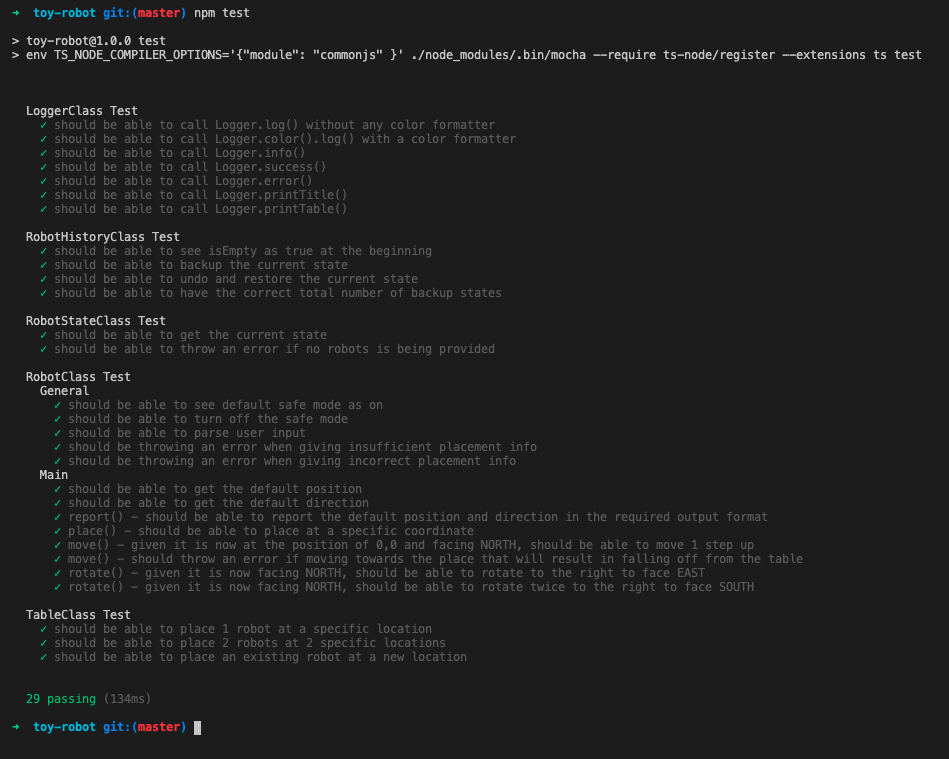 ➜ toy-robot git:(master) npm test
> toy-robot@1.0.0 test
> env TS_NODE_COMPILER_OPTIONS='{"module": "commonjs" }' ./node_modules/.bin/mocha --require ts-node/register --extensions ts test
LoggerClass Test
✓ should be able to call Logger.log() without any color formatter
✓ should be able to call Logger.color().log() with a color formatter
✓ should be able to call Logger.info()
✓ should be able to call Logger.success()
✓ should be able to call Logger.error()
✓ should be able to call Logger.printTitle()
✓ should be able to call Logger.printTable()
RobotHistoryClass Test
✓ should be able to see isEmpty as true at the beginning
✓ should be able to backup the current state
✓ should be able to undo and restore the current state
✓ should be able to have the correct total number of backup states
RobotStateClass Test
✓ should be able to get the current state
✓ should be able to throw an error if no robots is being provided
RobotClass Test
General
✓ should be able to see default safe mode as on
✓ should be able to turn off the safe mode
✓ should be able to parse user input
✓ should be throwing an error when giving insufficient placement info
✓ should be throwing an error when giving incorrect placement info
Main
✓ should be able to get the default position
✓ should be able to get the default direction
✓ report() – should be able to report the default position and direction in the required output format
✓ place() – should be able to place at a specific coordinate
✓ move() – given it is now at the position of 0,0 and facing NORTH, should be able to move 1 step up
✓ move() – should throw an error if moving towards the place that will result in falling off from the table
✓ rotate() – given it is now facing NORTH, should be able to rotate to the right to face EAST
✓ rotate() – given it is now facing NORTH, should be able to rotate twice to the right to face SOUTH
TableClass Test
✓ should be able to place 1 robot at a specific location
✓ should be able to place 2 robots at 2 specific locations
✓ should be able to place an existing robot at a new location
29 passing (134ms)
➜ toy-robot git:(master)